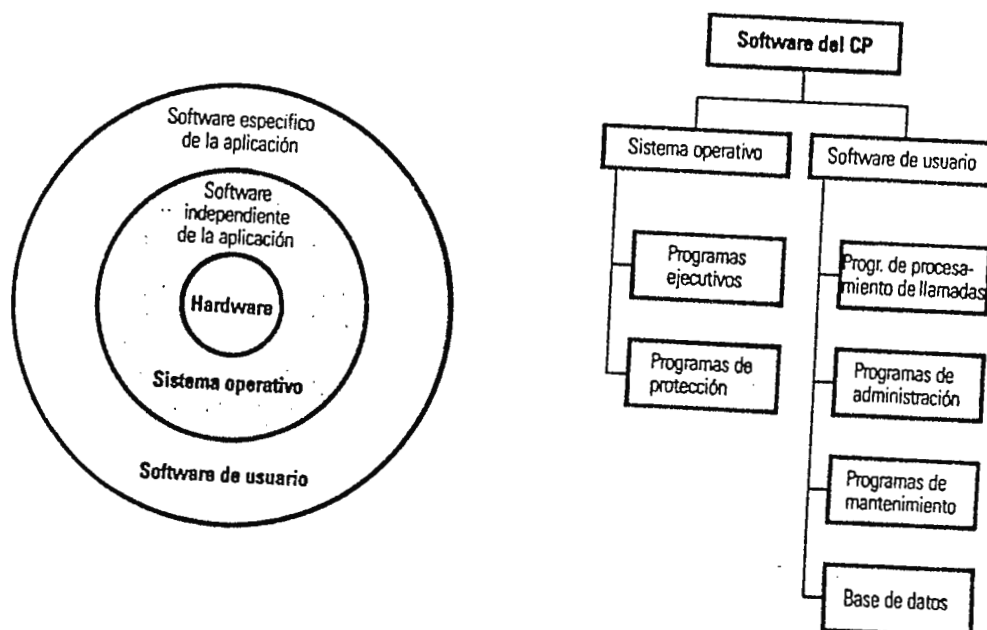 Software específico
de la aplicación
Software
independiente
de la aplicación
Hardware
Sistema operativo
Software de usuario
Software del CP
Sistema operativo
Software de usuario
Programas
ejecutivos
Programas de
protección
Progr. de procesa-
miento de llamadas
Programas de
administración
Programas de
mantenimiento
Base de datos